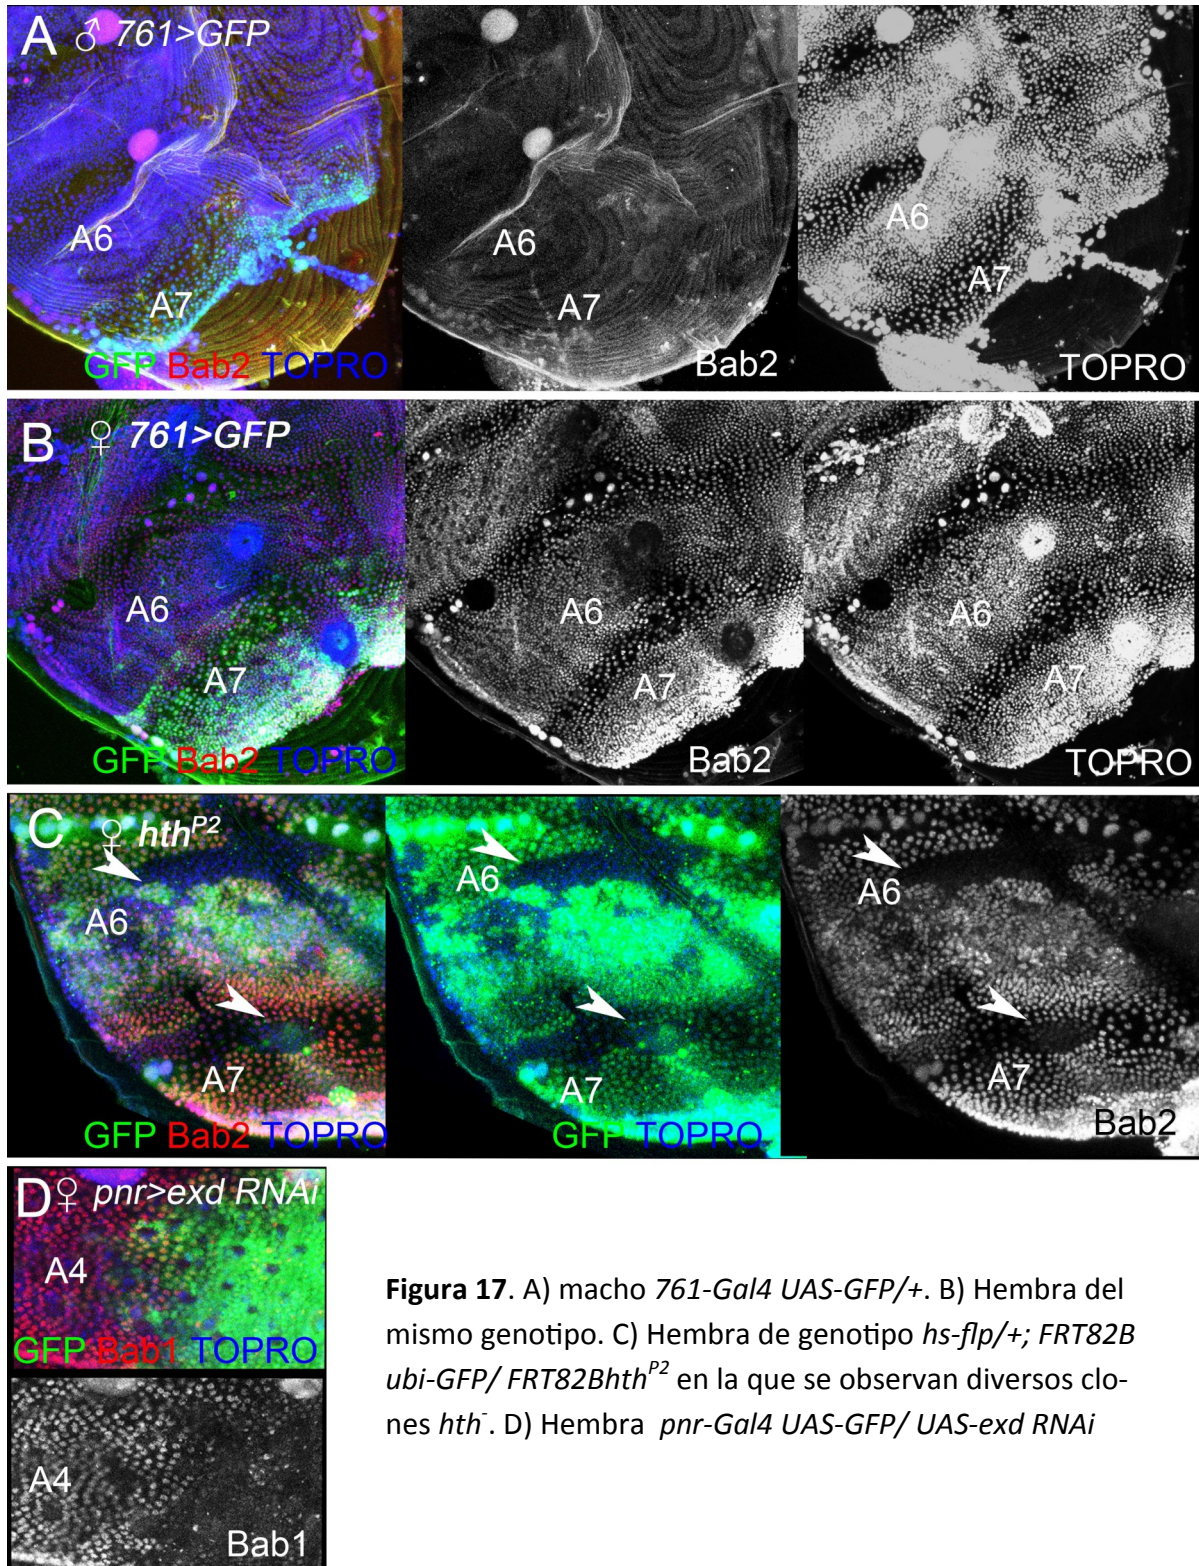 A ♂ 761>GFP
A6
A7
GFP Bab2 TOPRO
A7
Bab2
A6
A7
TOPRO
B ♀ 761>GFP
A6
A7
GFP Bab2 TOPRO
A6
A7
Bab2
A6
A7
TOPRO
C ♀ hth^P2
A6
A7
GFP Bab2 TOPRO
A6
A7
GFP TOPRO
A6
A7
Bab2
D ♀ pnr>exd RNAi
A4
GFP Bab1 TOPRO
A4
Bab1
Figura 17. A) macho 761-Gal4 UAS-GFP/+. B) Hembra del
mismo genotipo. C) Hembra de genotipo hs-flp/+; FRT82B
ubi-GFP/ FRT82Bhth^P2 en la que se observan diversos clo-
nes hth⁻. D) Hembra pnr-Gal4 UAS-GFP/ UAS-exd RNAi